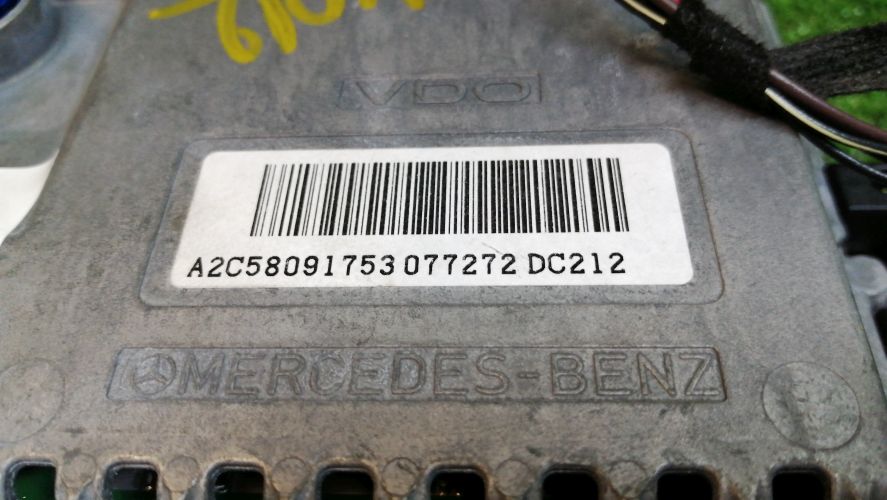 VDO
A2C58091753 077272 DC212
MERCEDES-BENZ